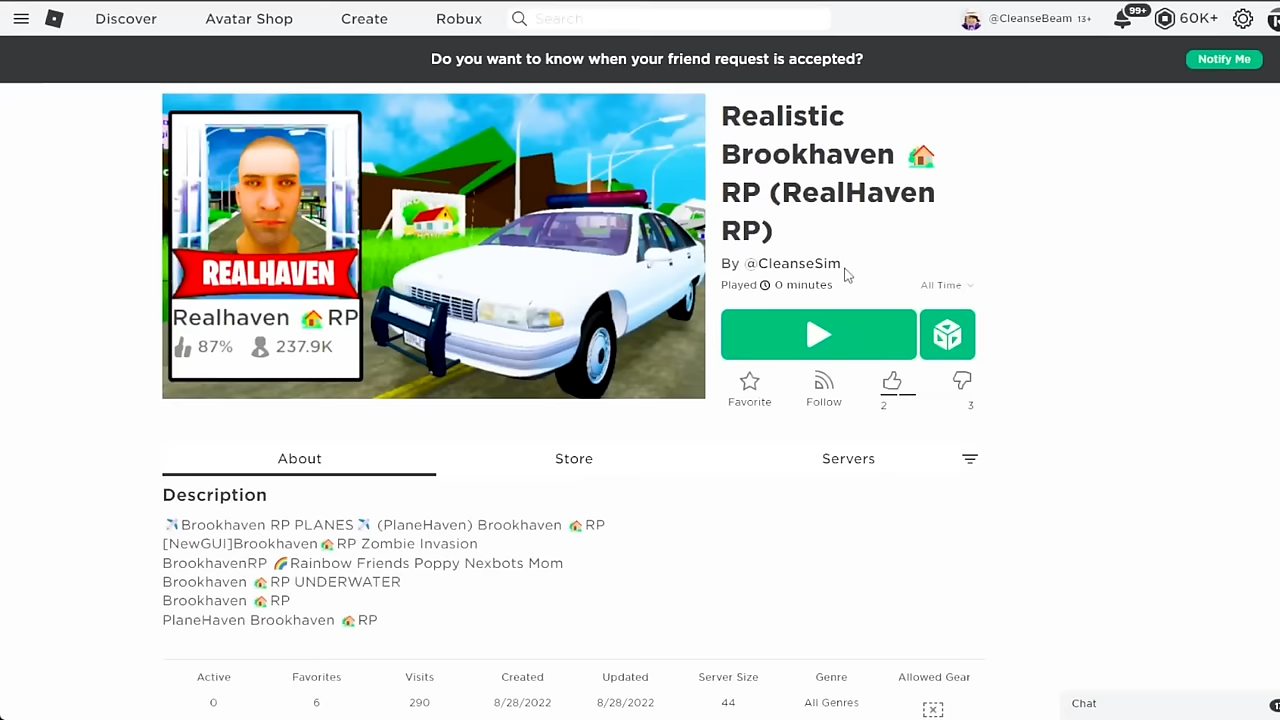 Discover
Avatar Shop
Create
Robux
Search
@CleanseBeam 13+
99+
60K+
Do you want to know when your friend request is accepted?
Notify Me
REALHAVEN
Realhaven 🏠RP
87%
237.9K
Realistic
Brookhaven 🏠
RP (RealHaven
RP)
By @CleanseSim
Played 0 minutes
All Time
Favorite
Follow
2
3
About
Store
Servers
Description
✈️Brookhaven RP PLANES✈️ (PlaneHaven) Brookhaven 🏠RP
[NewGUI]Brookhaven🏠RP Zombie Invasion
BrookhavenRP 🌈Rainbow Friends Poppy Nexbots Mom
Brookhaven 🏠RP UNDERWATER
Brookhaven 🏠RP
PlaneHaven Brookhaven 🏠RP
Active
Favorites
Visits
Created
Updated
Server Size
Genre
Allowed Gear
0
6
290
8/28/2022
8/28/2022
44
All Genres
Chat